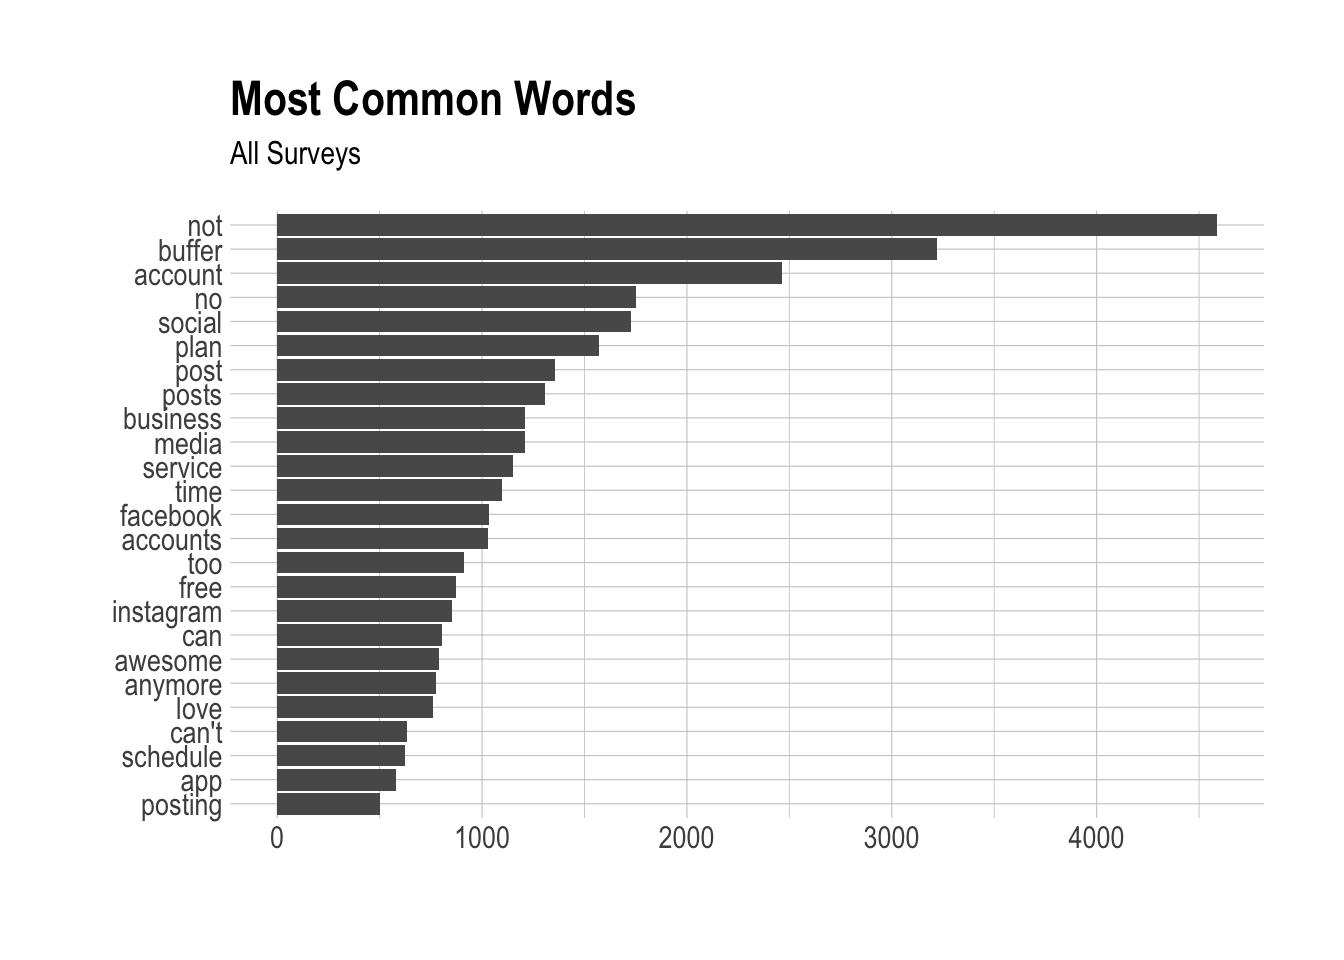 Most Common Words
All Surveys
not
buffer
account
no
social
plan
post
posts
business
media
service
time
facebook
accounts
too
free
instagram
can
awesome
anymore
love
can't
schedule
app
posting
0 1000 2000 3000 4000